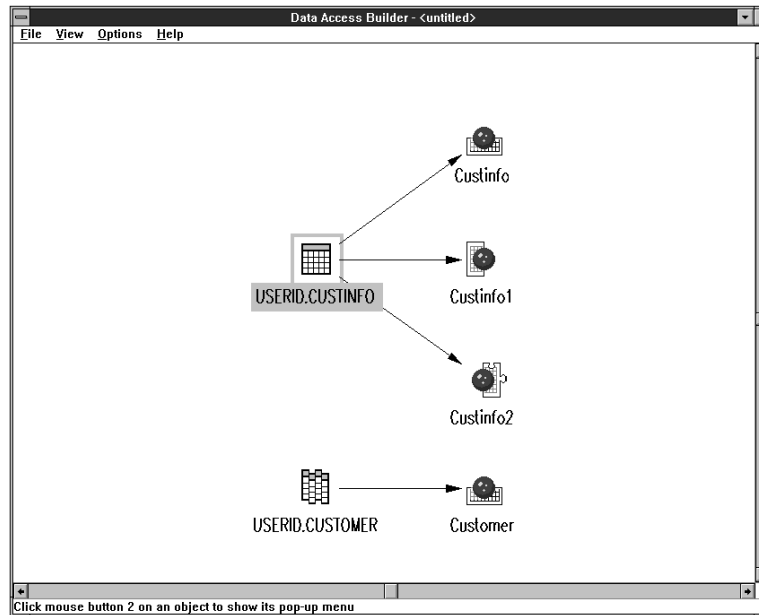 Data Access Builder - <untitled>
File View Options Help
Custinfo
USERID.CUSTINFO
Custinfo1
Custinfo2
USERID.CUSTOMER
Customer
Click mouse button 2 on an object to show its pop-up menu